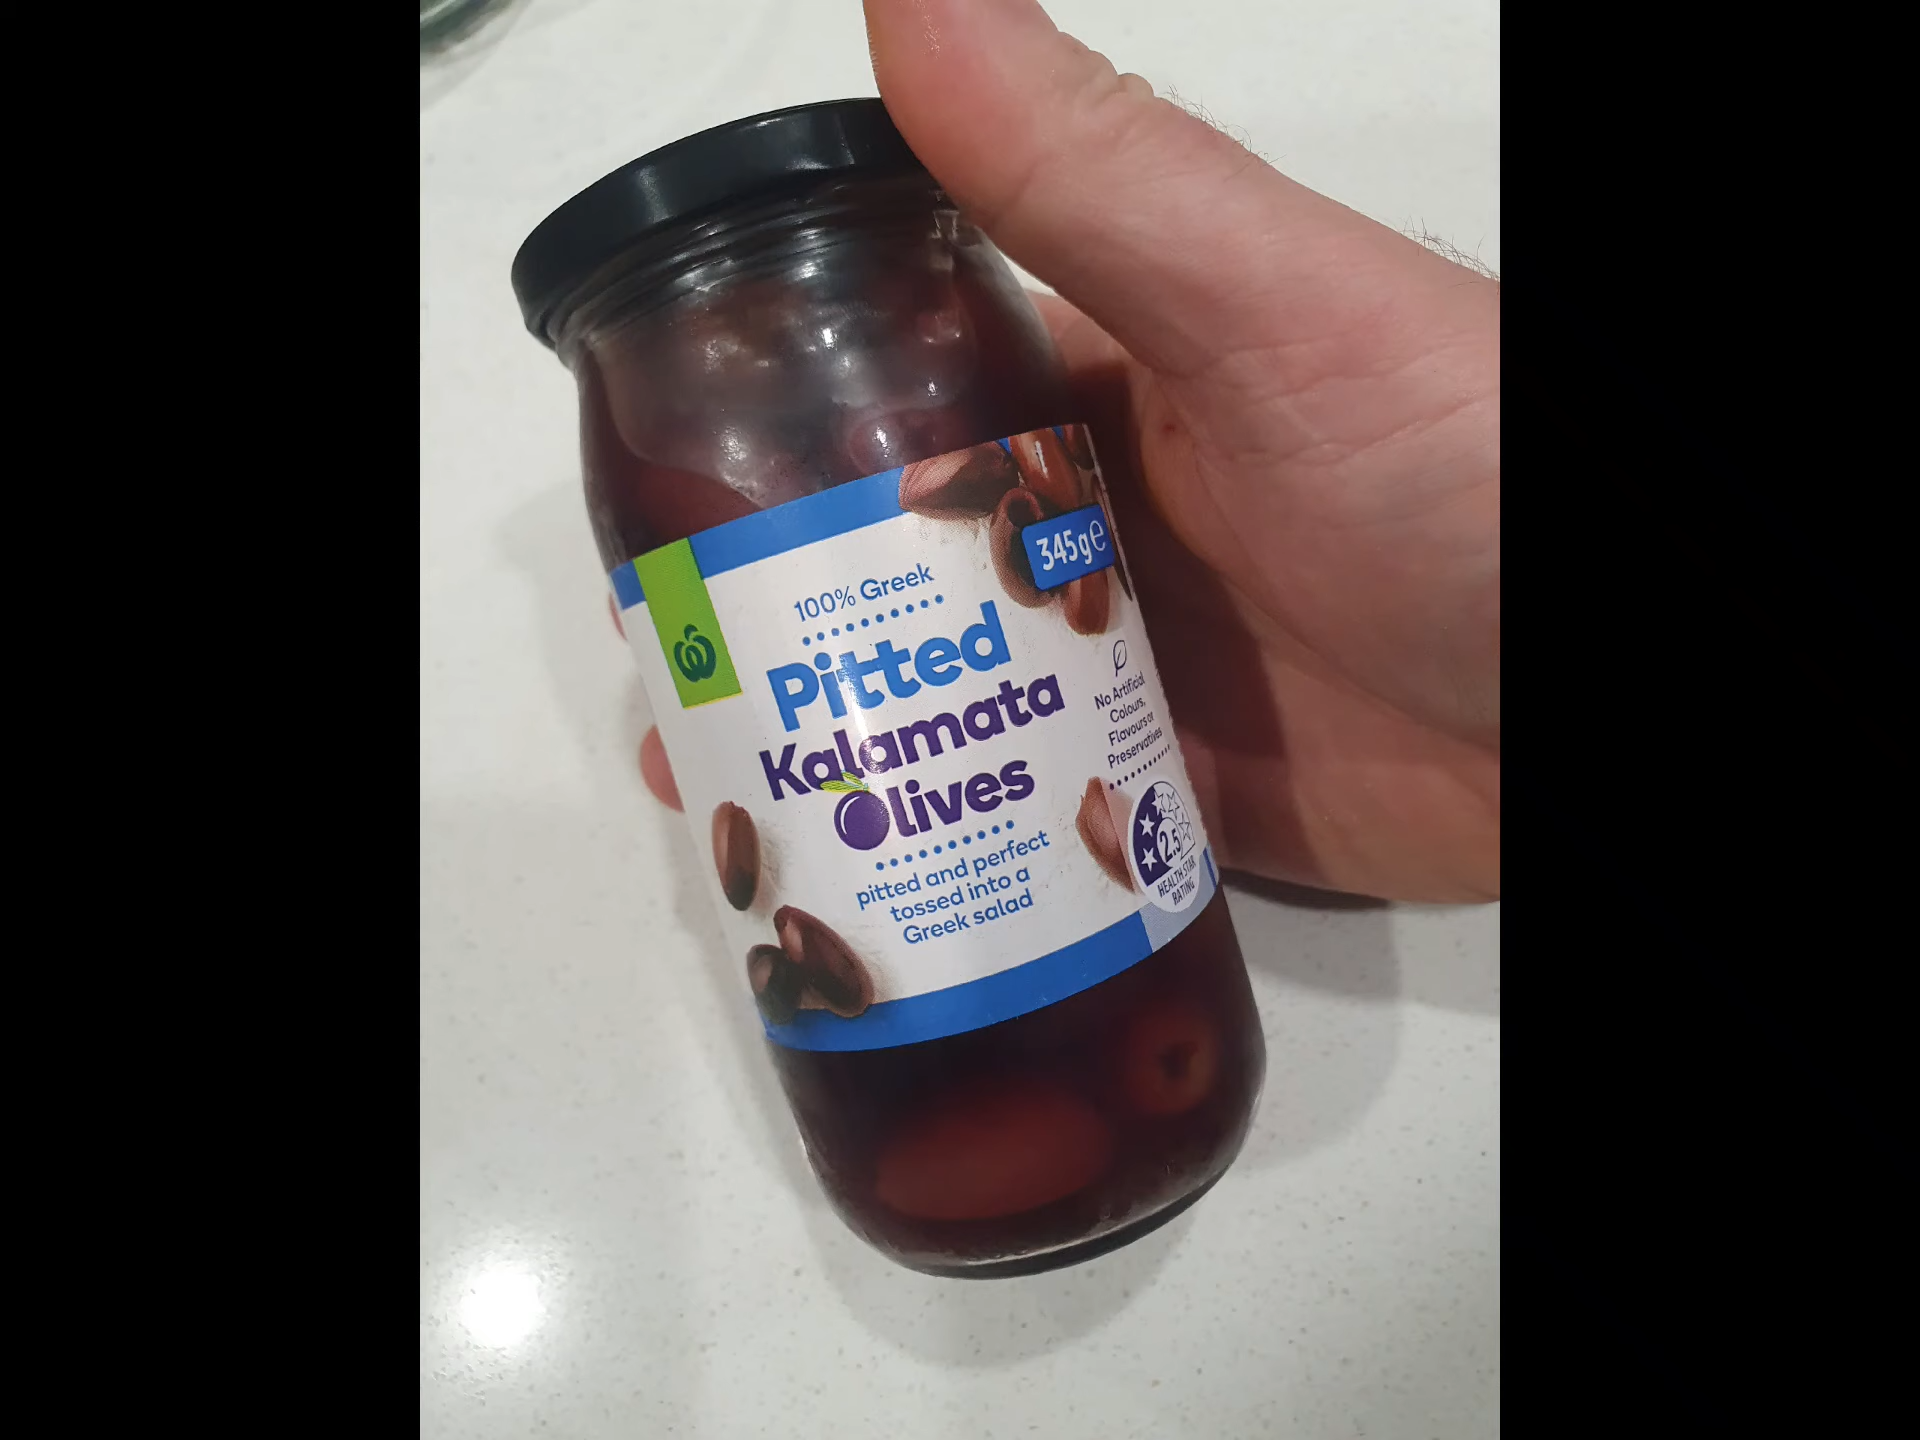 345g℮
100% Greek
Pitted
Kalamata
Olives
pitted and perfect
tossed into a
Greek salad
No Artificial
Colours,
Flavours or
Preservatives
2.5
HEALTH STAR
RATING